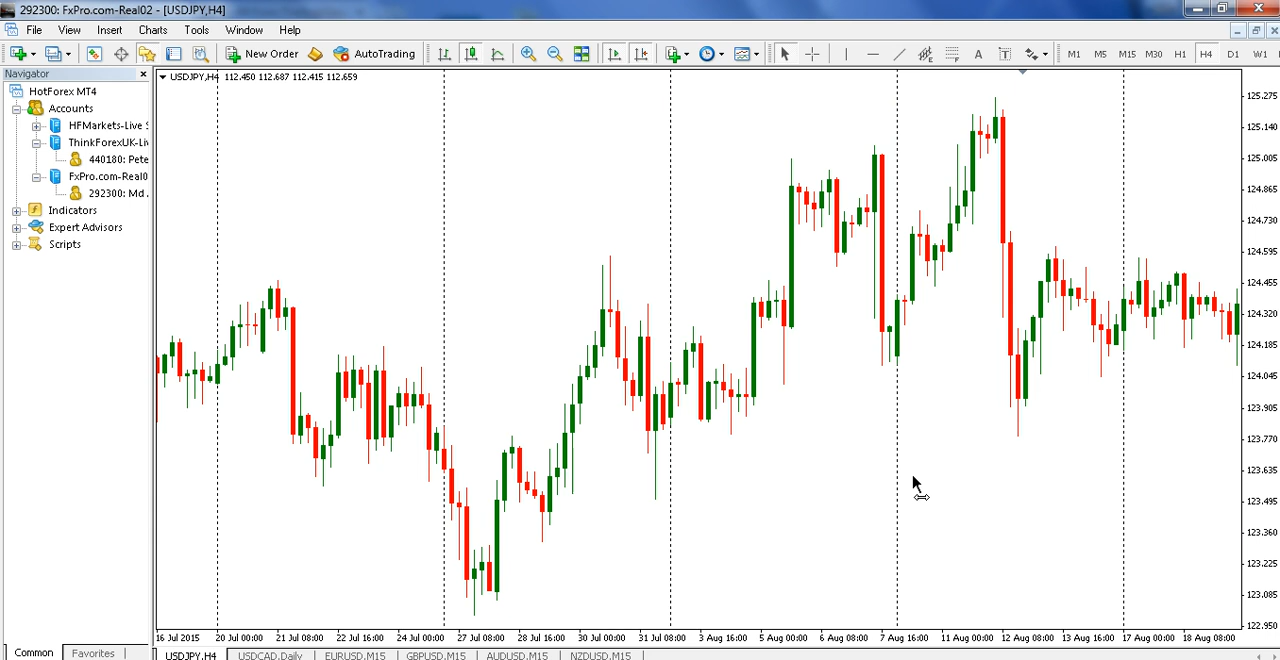 292300: FxPro.com-Real02 - [USDJPY,H4]
File View Insert Charts Tools Window Help
New Order AutoTrading M1 M5 M15 M30 H1 H4 D1 W1
Navigator
HotForex MT4
Accounts
HFMarkets-Live
ThinkForexUK-Li
440180: Pete
FxPro.com-Real0
292300: Md
Indicators
Expert Advisors
Scripts
Common Favorites
USDJPY,H4 112.450 112.687 112.415 112.659
125.275
125.140
125.005
124.865
124.730
124.595
124.455
124.320
124.185
124.045
123.905
123.770
123.635
123.495
123.360
123.225
123.085
122.950
16 Jul 2015 20 Jul 00:00 21 Jul 08:00 22 Jul 16:00 24 Jul 00:00 27 Jul 08:00 28 Jul 16:00 30 Jul 00:00 31 Jul 08:00 3 Aug 16:00 5 Aug 00:00 6 Aug 08:00 7 Aug 16:00 11 Aug 00:00 12 Aug 08:00 13 Aug 16:00 17 Aug 00:00 18 Aug 08:00
USDJPY,H4 USDCAD,Daily EURUSD,M15 GBPUSD,M15 AUDUSD,M15 NZDUSD,M15